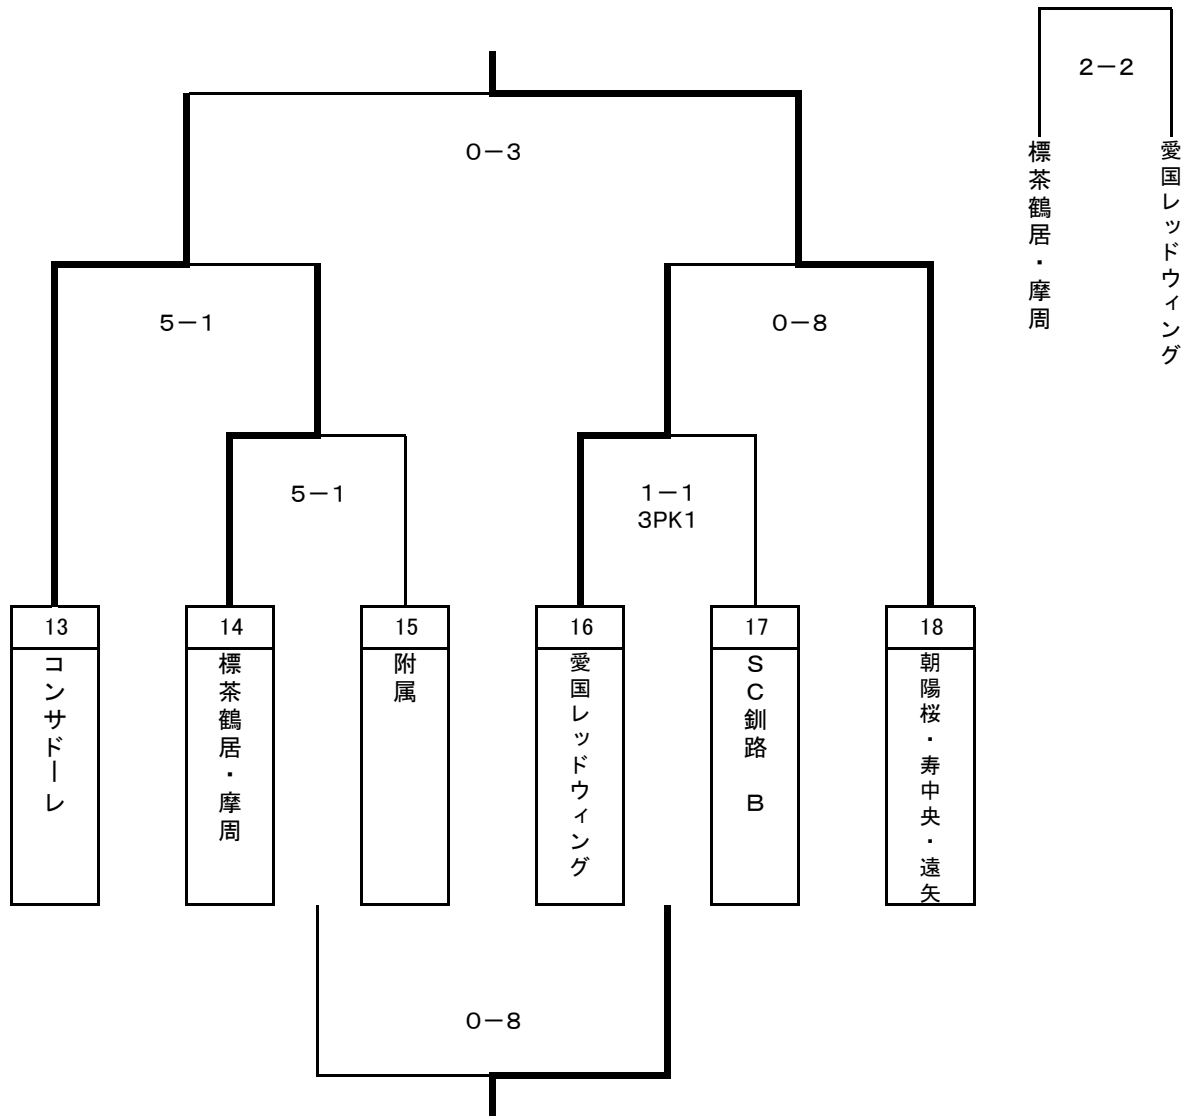 ２－２
標茶鶴居・摩周
愛国レッドウィング
０－３
５－１
０－８
５－１
１－１
3PK1
13
コンサドーレ
14
標茶鶴居・摩周
15
附属
16
愛国レッドウィング
17
ＳＣ釧路　Ｂ
18
朝陽桜・寿中央・遠矢
０－８